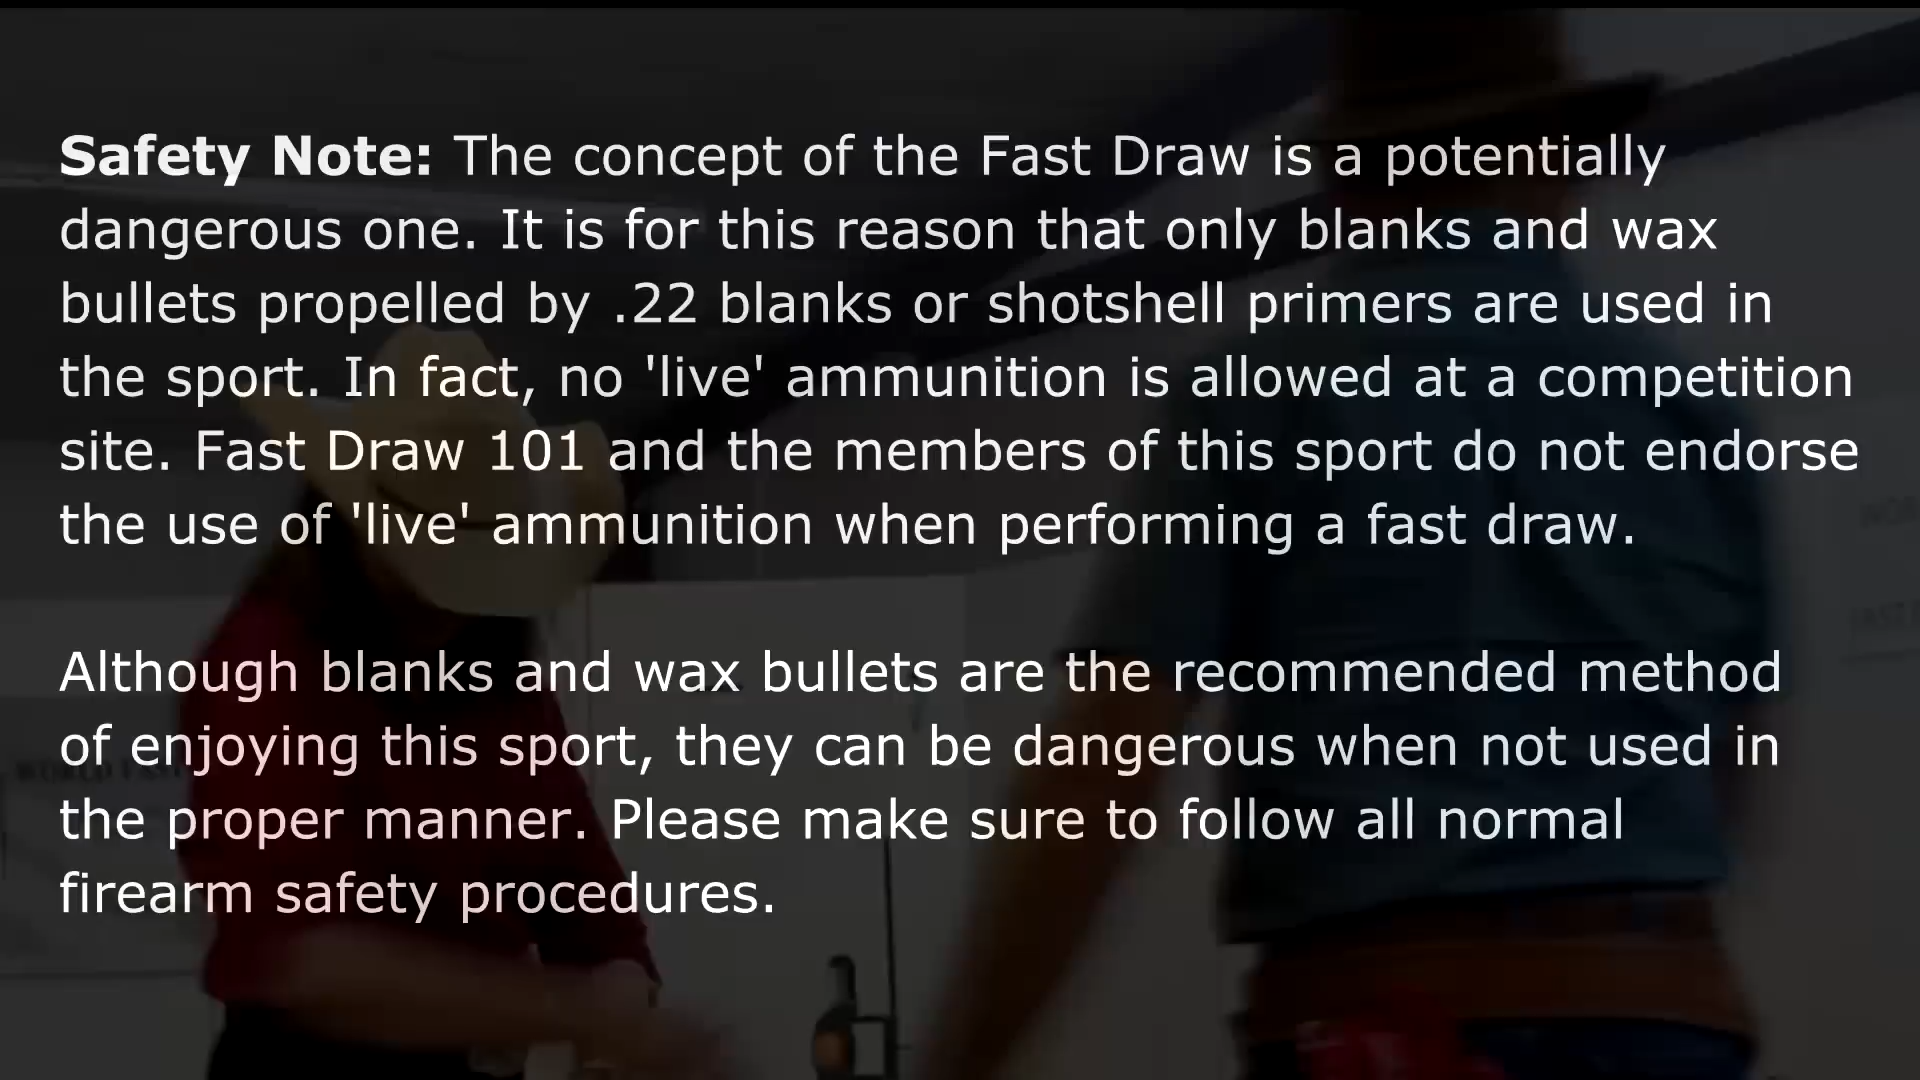 Safety Note: The concept of the Fast Draw is a potentially
dangerous one. It is for this reason that only blanks and wax
bullets propelled by .22 blanks or shotshell primers are used in
the sport. In fact, no 'live' ammunition is allowed at a competition
site. Fast Draw 101 and the members of this sport do not endorse
the use of 'live' ammunition when performing a fast draw.
Although blanks and wax bullets are the recommended method
of enjoying this sport, they can be dangerous when not used in
the proper manner. Please make sure to follow all normal
firearm safety procedures.
WORLD FAST